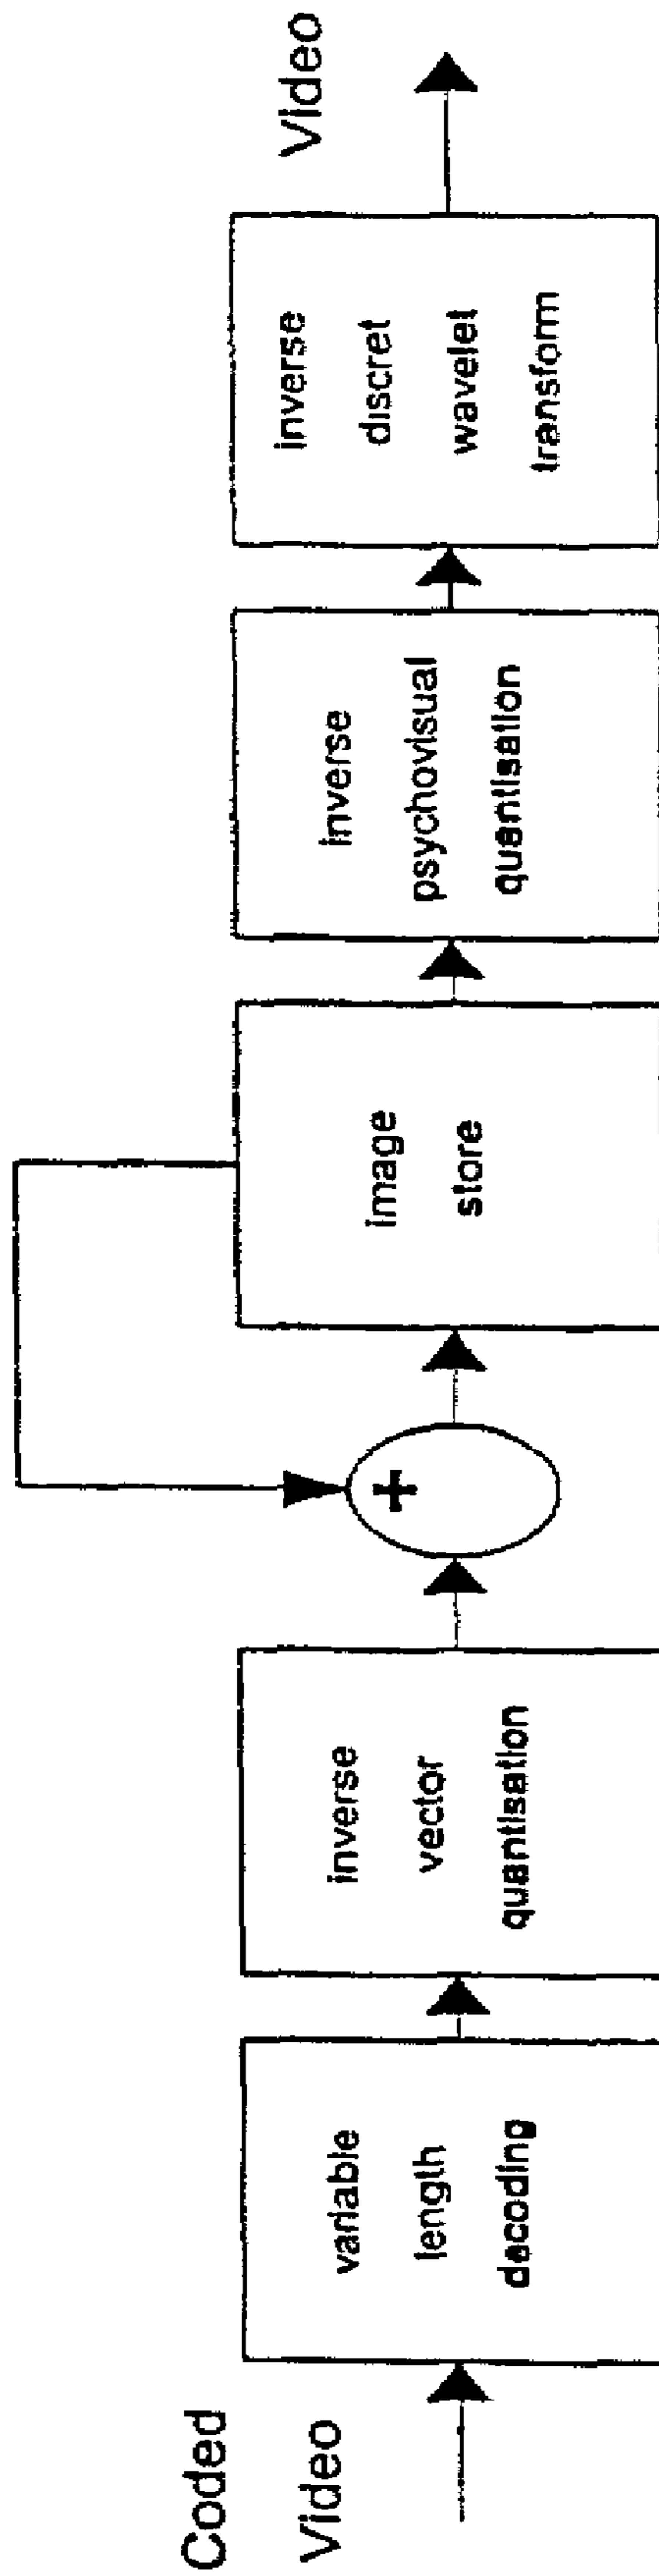 Coded
Video
variable
length
decoding
inverse
vector
quantisation
+
image
store
inverse
psychovisual
quantisation
inverse
discret
wavelet
transform
Video